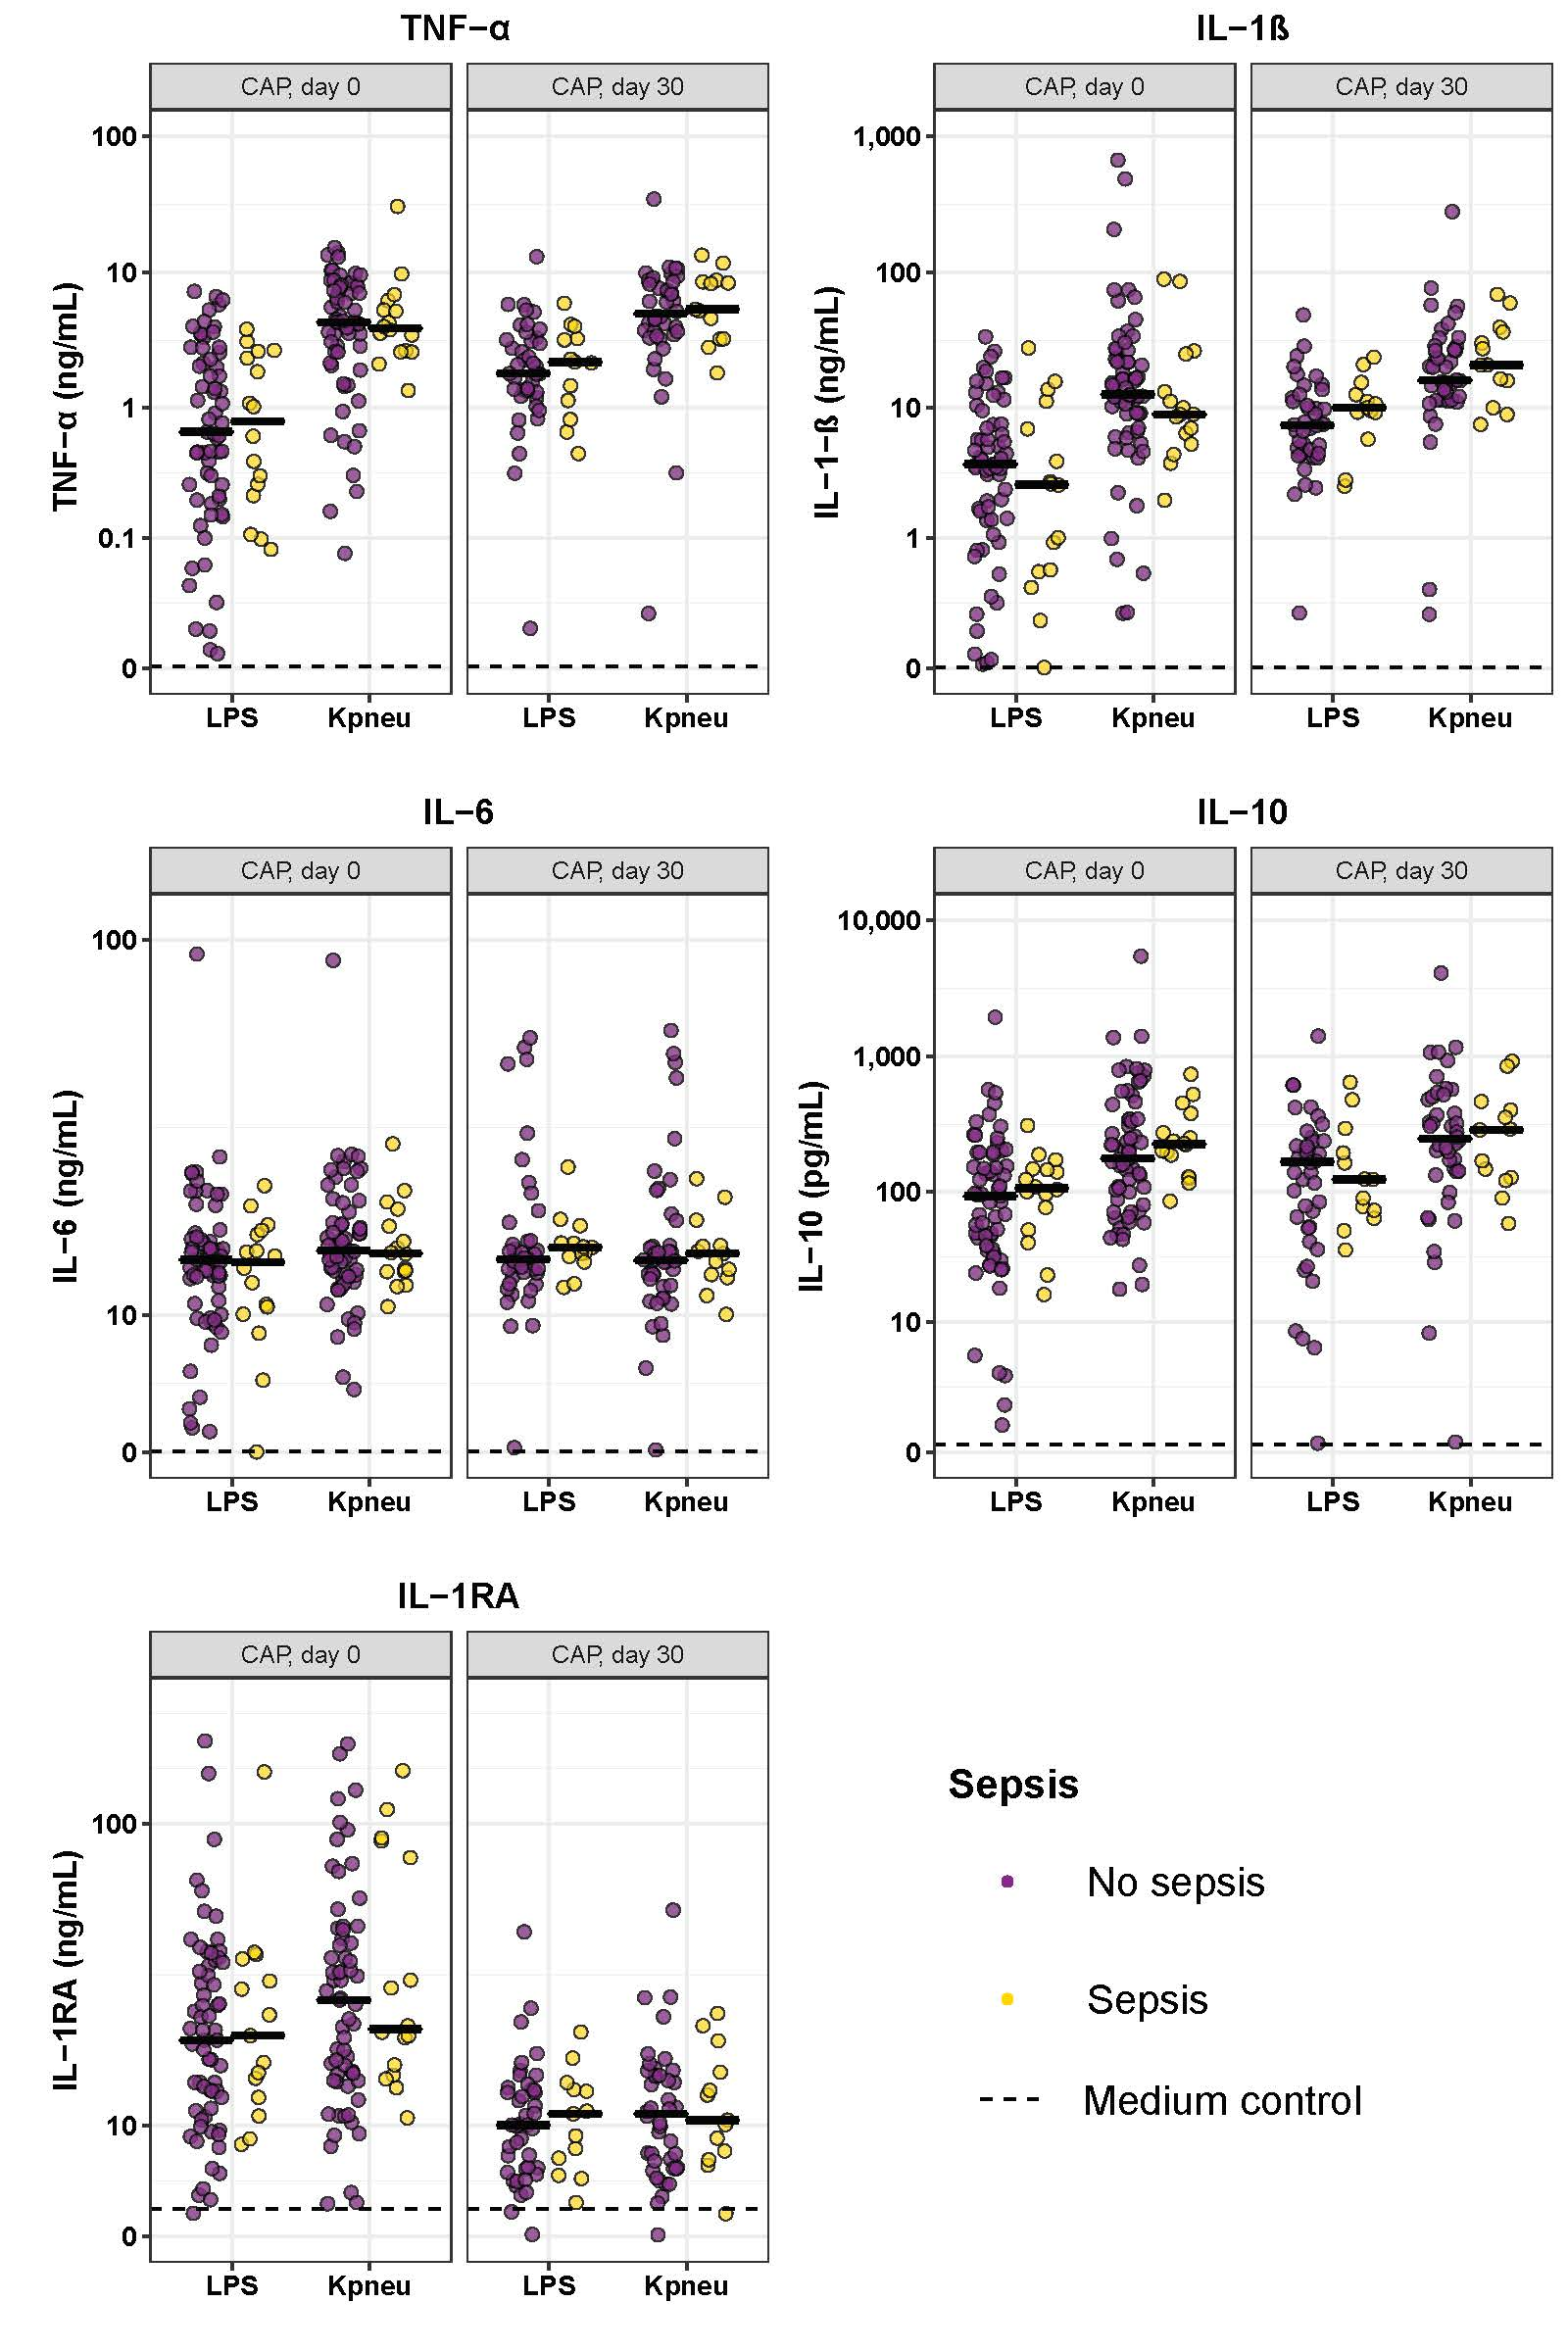 TNF−α
CAP, day 0
CAP, day 30
TNF−α (ng/mL)
100
10
1
0.1
0
LPS
Kpneu
LPS
Kpneu
IL−1ß
CAP, day 0
CAP, day 30
IL−1−ß (ng/mL)
1,000
100
10
1
0
LPS
Kpneu
LPS
Kpneu
IL−6
CAP, day 0
CAP, day 30
IL−6 (ng/mL)
100
10
0
LPS
Kpneu
LPS
Kpneu
IL−10
CAP, day 0
CAP, day 30
IL−10 (pg/mL)
10,000
1,000
100
10
0
LPS
Kpneu
LPS
Kpneu
IL−1RA
CAP, day 0
CAP, day 30
IL−1RA (ng/mL)
100
10
0
LPS
Kpneu
LPS
Kpneu
Sepsis
No sepsis
Sepsis
Medium control